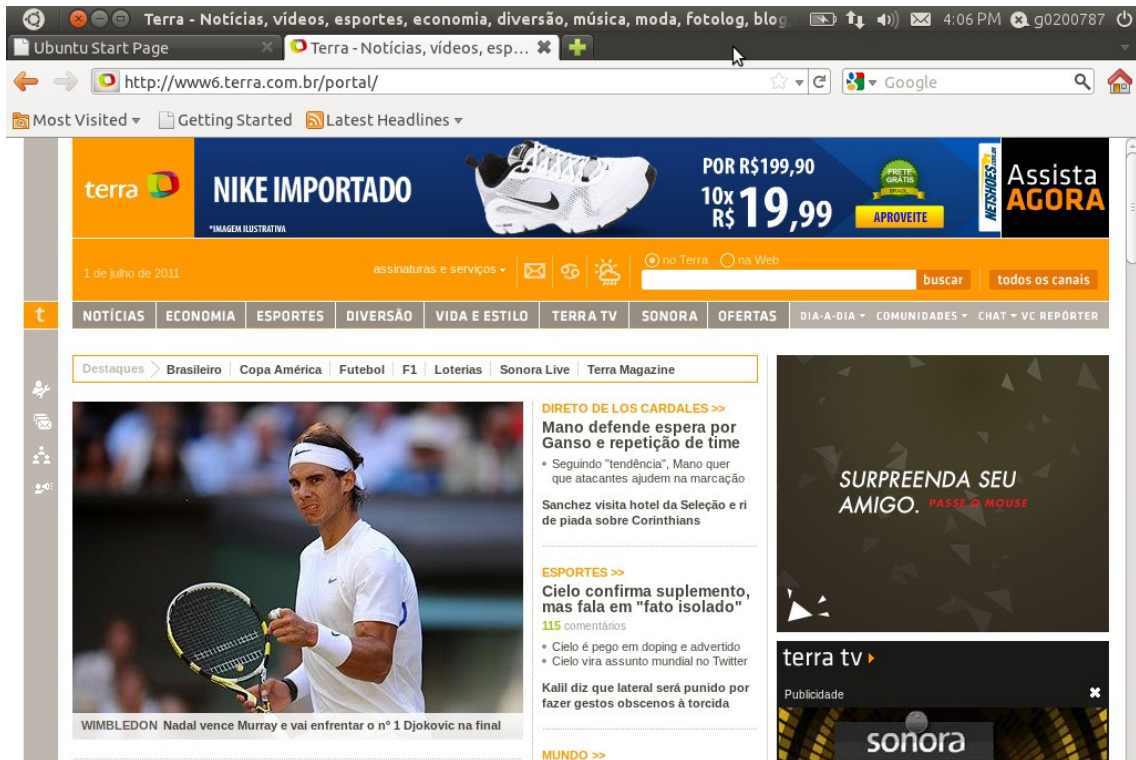 Terra - Notícias, vídeos, esportes, economia, diversão, música, moda, fotolog, blog
4:06 PM g0200787
Ubuntu Start Page
Terra - Notícias, vídeos, esp...
http://www6.terra.com.br/portal/
Google
Most Visited
Getting Started
Latest Headlines
terra
NIKE IMPORTADO
*IMAGEM ILUSTRATIVA
POR R$199,90
10x
R$ 19,99
FRETE
GRÁTIS
BRASIL
APROVEITE
NETSHOES.COM.BR
Assista
AGORA
1 de julho de 2011
assinaturas e serviços
no Terra na Web
buscar
todos os canais
t
NOTÍCIAS ECONOMIA ESPORTES DIVERSÃO VIDA E ESTILO TERRA TV SONORA OFERTAS DIA-A-DIA COMUNIDADES CHAT VC REPÓRTER
Destaques Brasileiro Copa América Futebol F1 Loterias Sonora Live Terra Magazine
WIMBLEDON Nadal vence Murray e vai enfrentar o nº 1 Djokovic na final
DIRETO DE LOS CARDALES >>
Mano defende espera por
Ganso e repetição de time
Seguindo "tendência", Mano quer
que atacantes ajudem na marcação
Sanchez visita hotel da Seleção e ri
de piada sobre Corinthians
ESPORTES >>
Cielo confirma suplemento,
mas fala em "fato isolado"
115 comentários
Cielo é pego em doping e advertido
Cielo vira assunto mundial no Twitter
Kalil diz que lateral será punido por
fazer gestos obscenos à torcida
MUNDO >>
SURPREENDA SEU
AMIGO. PASSE O MOUSE
terra tv
Publicidade
sonora